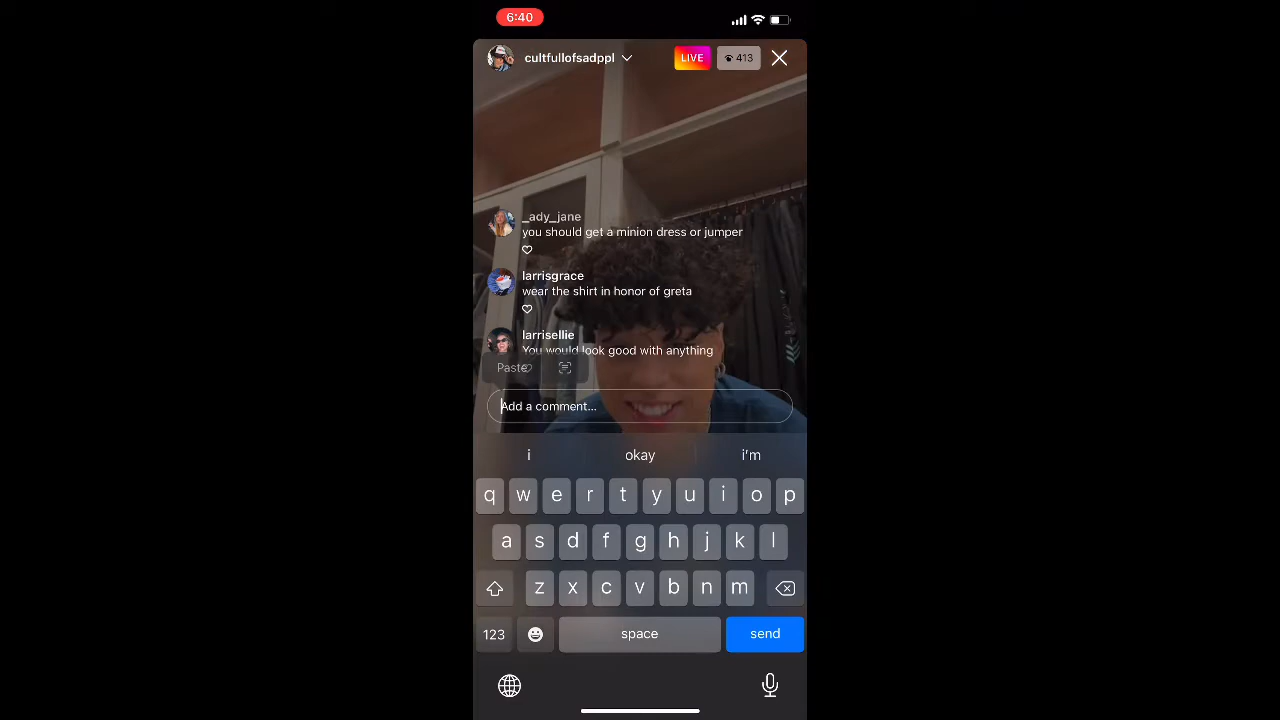 6:40
cultfullofsadppl
LIVE
413
_ady_jane
you should get a minion dress or jumper
larrisgrace
wear the shirt in honor of greta
larrisellie
You would look good with anything
Paste
Add a comment...
i okay i'm
q w e r t y u i o p
a s d f g h j k l
z x c v b n m
123 space send